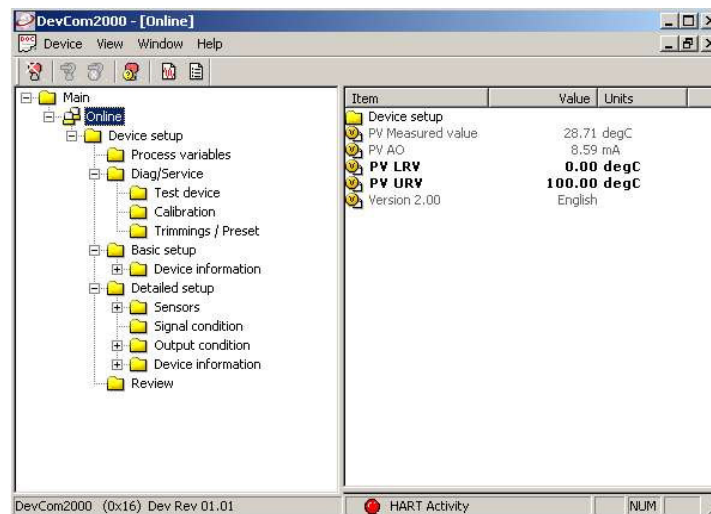 DevCom2000 - [Online]
Device View Window Help
Main
Online
Device setup
Process variables
Diag/Service
Test device
Calibration
Trimmings / Preset
Basic setup
Device information
Detailed setup
Sensors
Signal condition
Output condition
Device information
Review
Item Value Units
Device setup
PV Measured value 28.71 degC
PV AO 8.59 mA
PV LRV 0.00 degC
PV URV 100.00 degC
Version 2.00 English
DevCom2000 (0x16) Dev Rev 01.01 HART Activity NUM